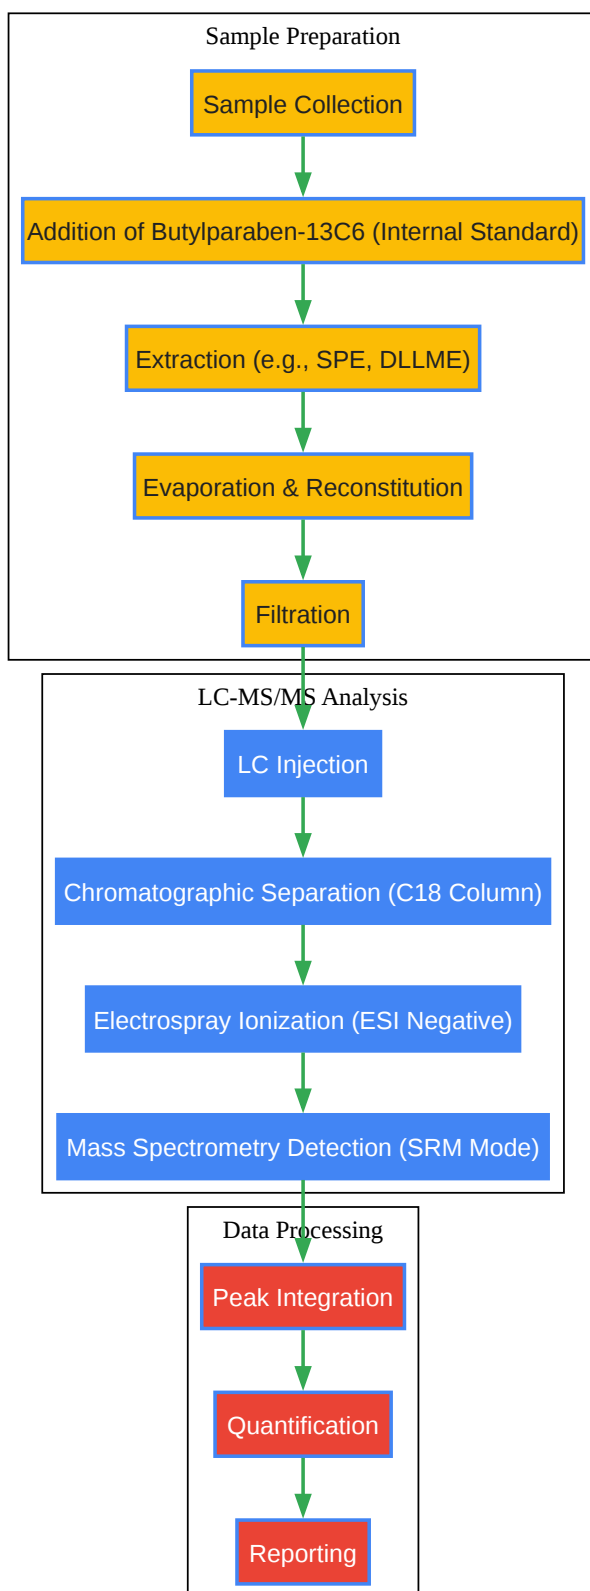 Sample Preparation
Sample Collection
Addition of Butylparaben-13C6 (Internal Standard)
Extraction (e.g., SPE, DLLME)
Evaporation & Reconstitution
Filtration
LC-MS/MS Analysis
LC Injection
Chromatographic Separation (C18 Column)
Electrospray Ionization (ESI Negative)
Mass Spectrometry Detection (SRM Mode)
Data Processing
Peak Integration
Quantification
Reporting